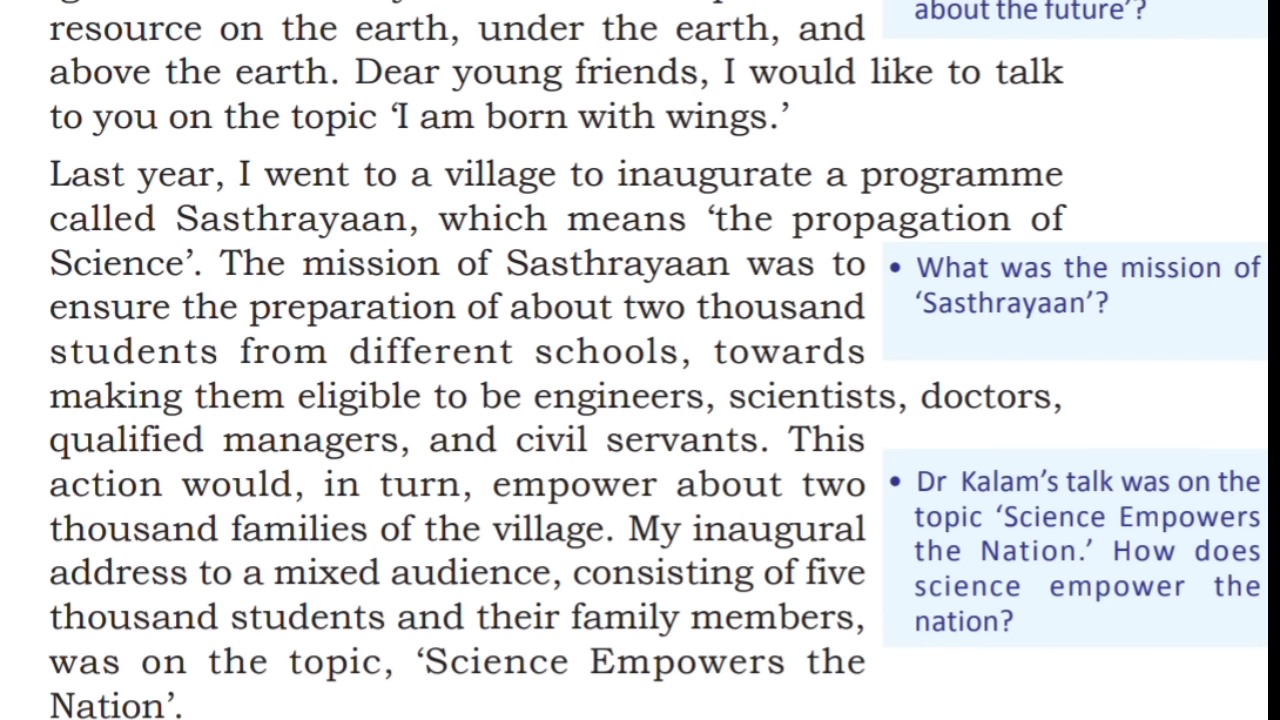 about the future’?
resource on the earth, under the earth, and
above the earth. Dear young friends, I would like to talk
to you on the topic ‘I am born with wings.’
Last year, I went to a village to inaugurate a programme
called Sasthrayaan, which means ‘the propagation of
Science’. The mission of Sasthrayaan was to
ensure the preparation of about two thousand
students from different schools, towards
making them eligible to be engineers, scientists, doctors,
qualified managers, and civil servants. This
action would, in turn, empower about two
thousand families of the village. My inaugural
address to a mixed audience, consisting of five
thousand students and their family members,
was on the topic, ‘Science Empowers the
Nation’.
• What was the mission of
‘Sasthrayaan’?
• Dr Kalam’s talk was on the
topic ‘Science Empowers
the Nation.’ How does
science empower the
nation?